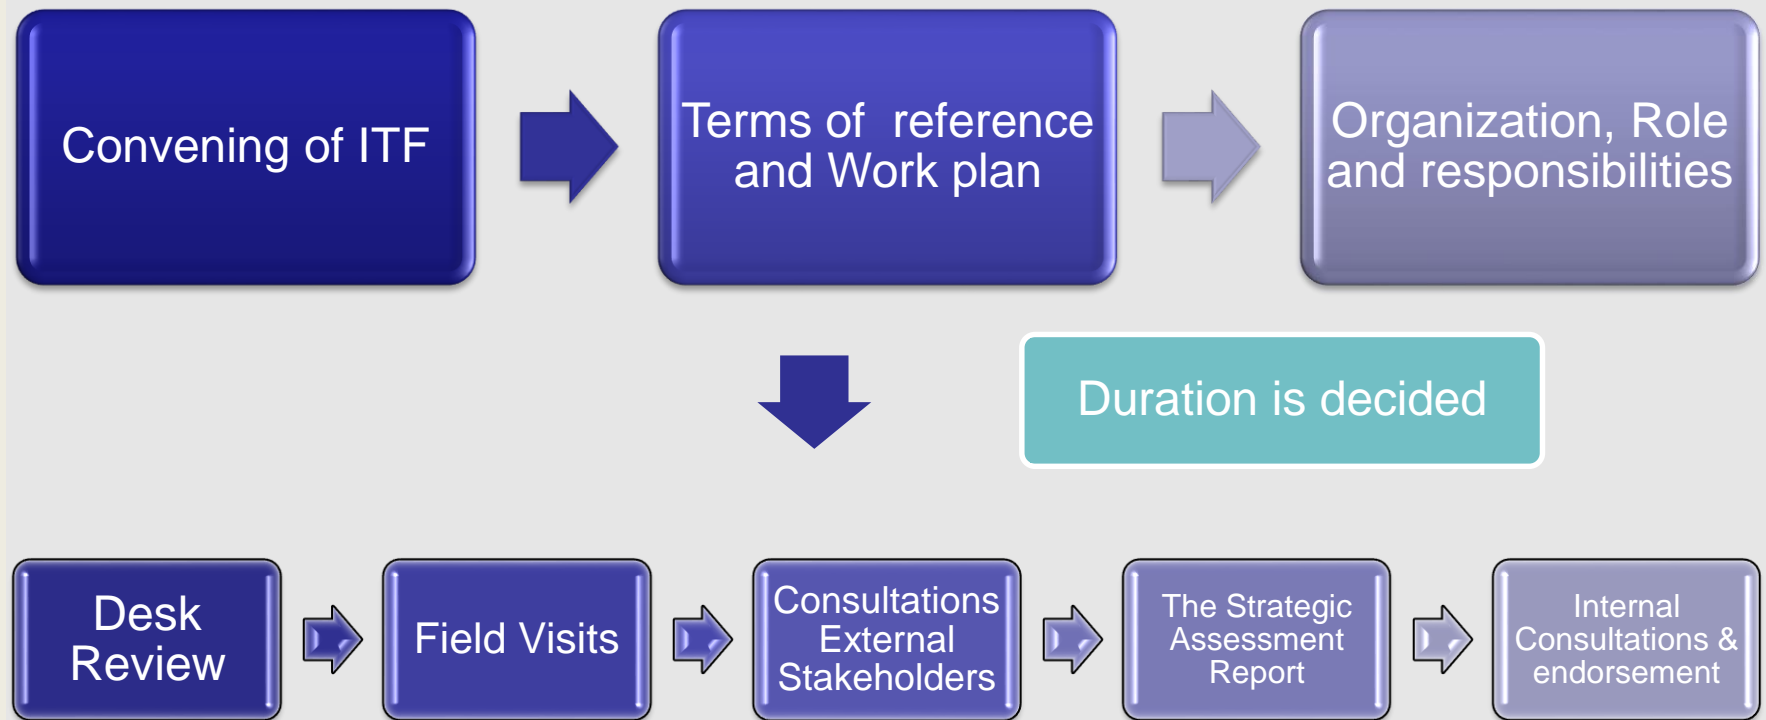 Convening of ITF
Terms of  reference
and Work plan
Organization, Role
and responsibilities
Duration is decided
Desk
Review
Field Visits
Consultations
External
Stakeholders
The Strategic
Assessment
Report
Internal
Consultations &
endorsement